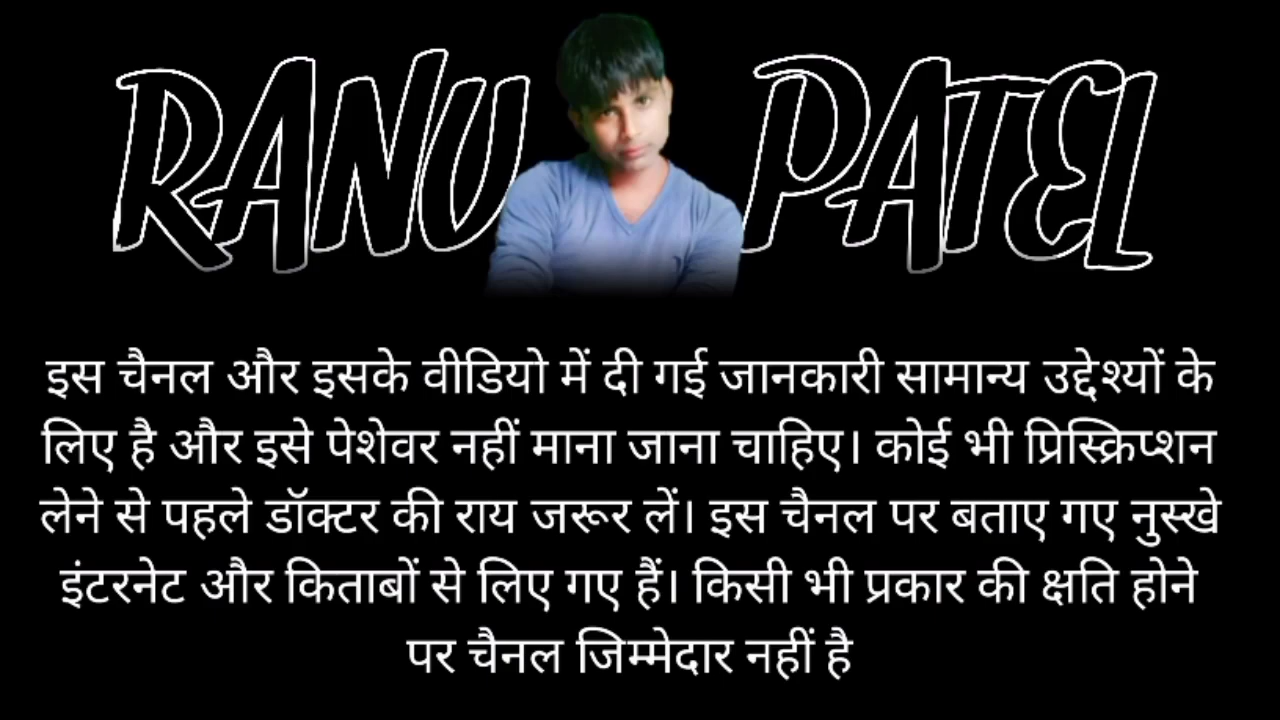 RANU PATEL
इस चैनल और इसके वीडियो में दी गई जानकारी सामान्य उद्देश्यों के
लिए है और इसे पेशेवर नहीं माना जाना चाहिए। कोई भी प्रिस्क्रिप्शन
लेने से पहले डॉक्टर की राय जरूर लें। इस चैनल पर बताए गए नुस्खे
इंटरनेट और किताबों से लिए गए हैं। किसी भी प्रकार की क्षति होने
पर चैनल जिम्मेदार नहीं है